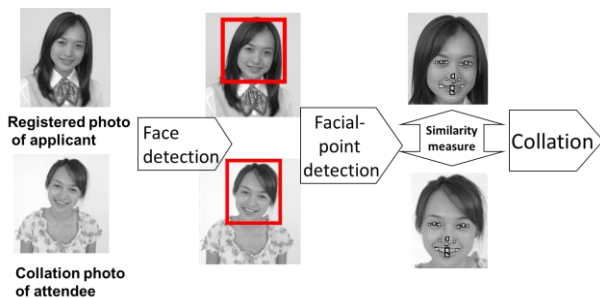 Registered photo
of applicant
Face
detection
Facial-
point
detection
Similarity
measure
Collation
Collation photo
of attendee